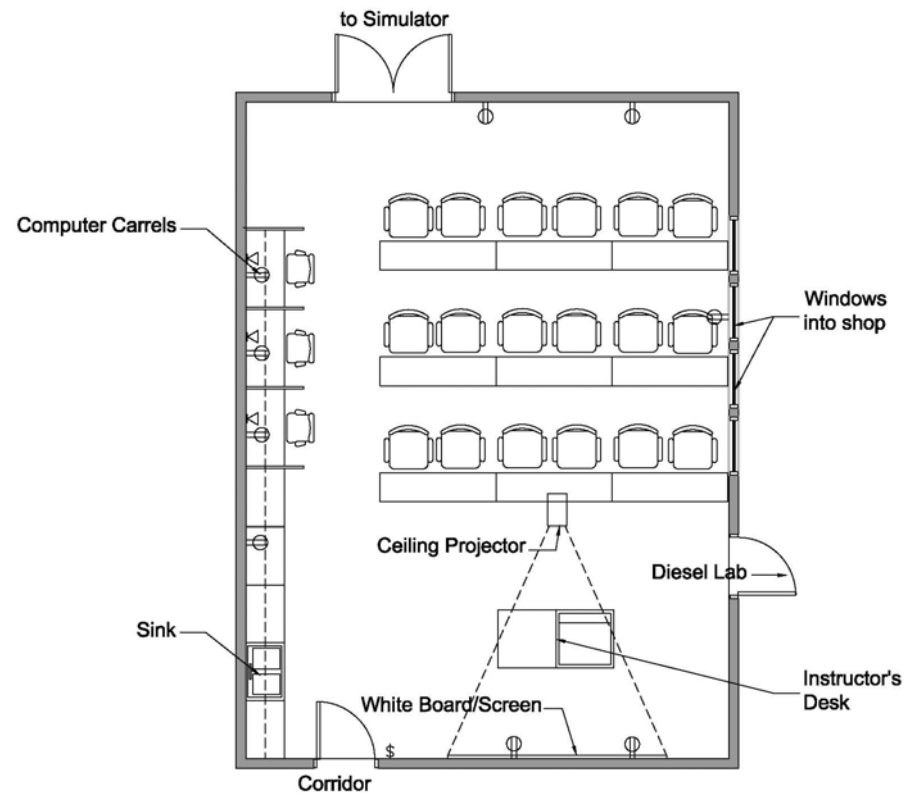 to Simulator
Computer Carrels
Windows
into shop
Ceiling Projector
Diesel Lab
Sink
Instructor's
Desk
White Board/Screen
$
Corridor